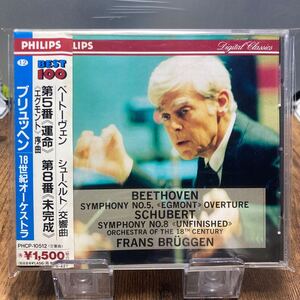 PHILIPS
LIPS
Digital Classics
BEST
100
12
ベートーヴェン
第5番《運命》
《エグモント》序曲
シューベルト/交響曲
第8番《未完成》
ブリュッヘン
18世紀オーケストラ
PHCP-10512
¥1,500
BEETHOVEN
SYMPHONY NO.5, «EGMONT» OVERTURE
SCHUBERT
SYMPHONY NO.8 «UNFINISHED»
ORCHESTRA OF THE 18TH CENTURY
FRANS BRÜGGEN